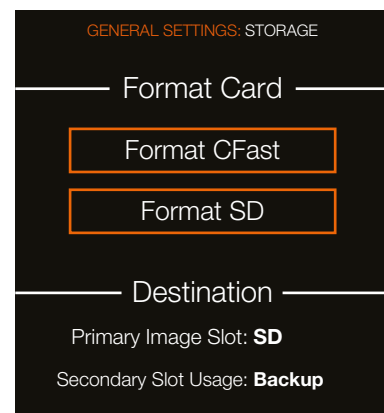 GENERAL SETTINGS: STORAGE
Format Card
Format CFast
Format SD
Destination
Primary Image Slot: SD
Secondary Slot Usage: Backup